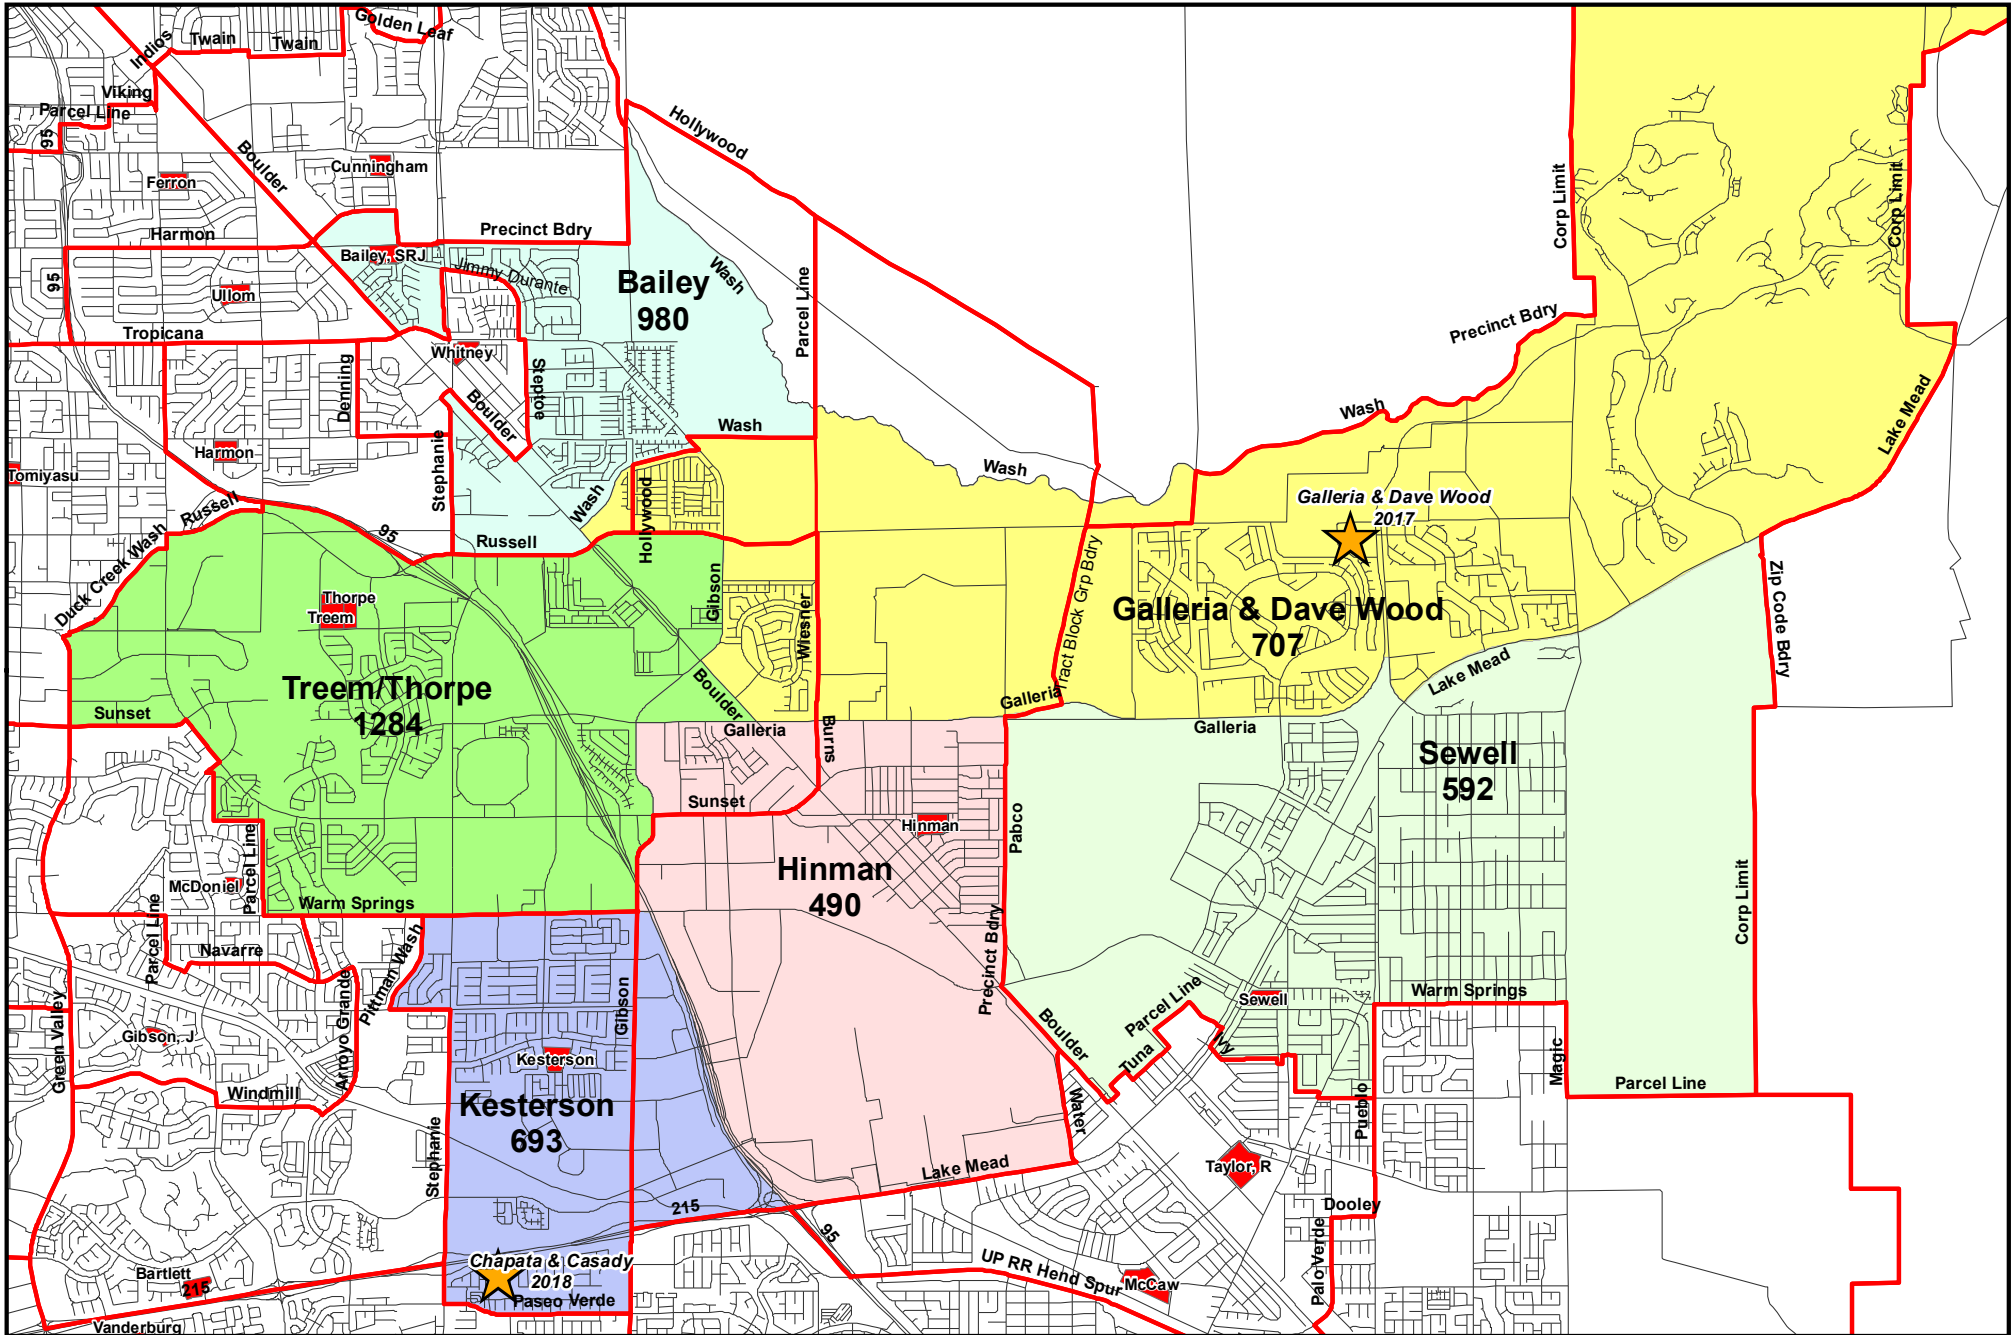 Golden Leaf
Indios
Twain
Twain
Viking
Parcel Line
95
Boulder
Cunningham
Ferron
Hollywood
Harmon
Precinct Bdry
Corp Limit
Corp Limit
Bailey, SRJ
Jimmy Durante
Bailey
980
Wash
Parcel Line
95
Ullom
Tropicana
Precinct Bdry
Whitney
Denning
Steptoe
Boulder
Wash
Wash
Lake Mead
Harmon
Tomiyasu
Stephanie
Wash
Hollywood
Wash
Galleria & Dave Wood
2017
Russell
95
Russell
Duck Creek Wash
Gibson
Wiesner
Tract Block Grp Bdry
Zip Code Bdry
Thorpe
Treem
Galleria & Dave Wood
707
Treem/Thorpe
1284
Boulder
Lake Mead
Galleria
Sunset
Galleria
Burns
Galleria
Sewell
592
Sunset
Hinman
Pabco
Hinman
490
Parcel Line
McDoniel
Warm Springs
Corp Limit
Parcel Line
Navarre
Pittman Wash
Precinct Bdry
Arroyo Grande
Green Valley
Gibson
Parcel Line
Sewell
Warm Springs
Gibson, J
Kesterson
Boulder
Tuna
Ivy
Magic
Parcel Line
Windmill
Kesterson
693
Water
Pueblo
Stephanie
Lake Mead
Taylor, R
Dooley
215
95
Palo Verde
Chapata & Casady
2018
Paseo Verde
UP RR Hend Spur
McCaw
Bartlett
215
Vanderburg